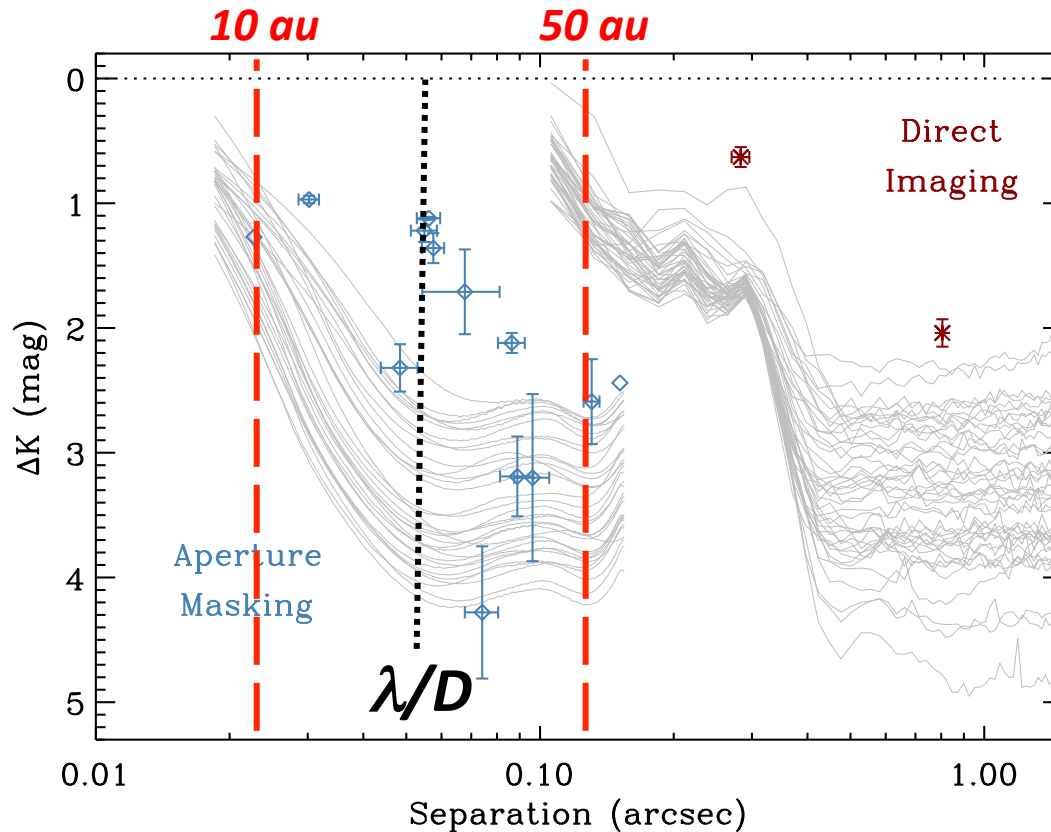 10 au 50 au
0
1
2
3
4
5
ΔK (mag)
Direct
Imaging
Aperture
Masking
λ/D
0.01 0.10 1.00
Separation (arcsec)